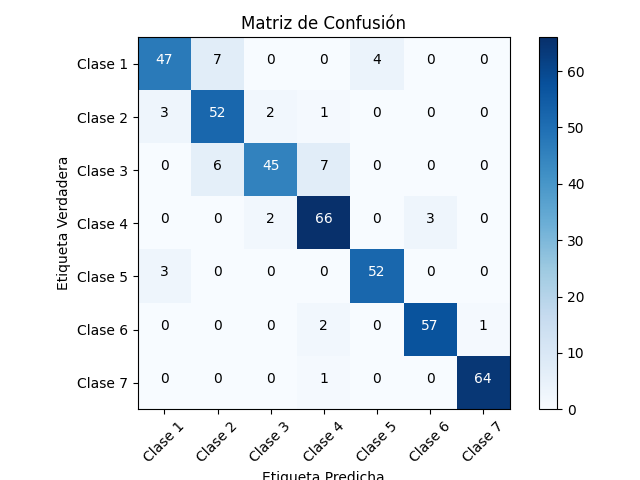 Matriz de Confusión
Clase 1 47 7 0 0 4 0 0
Clase 2 3 52 2 1 0 0 0
Clase 3 0 6 45 7 0 0 0
Clase 4 0 0 2 66 0 3 0
Clase 5 3 0 0 0 52 0 0
Clase 6 0 0 0 2 0 57 1
Clase 7 0 0 0 1 0 0 64
Clase 1 Clase 2 Clase 3 Clase 4 Clase 5 Clase 6 Clase 7
Etiqueta Predicha
Etiqueta Verdadera
60
50
40
30
20
10
0